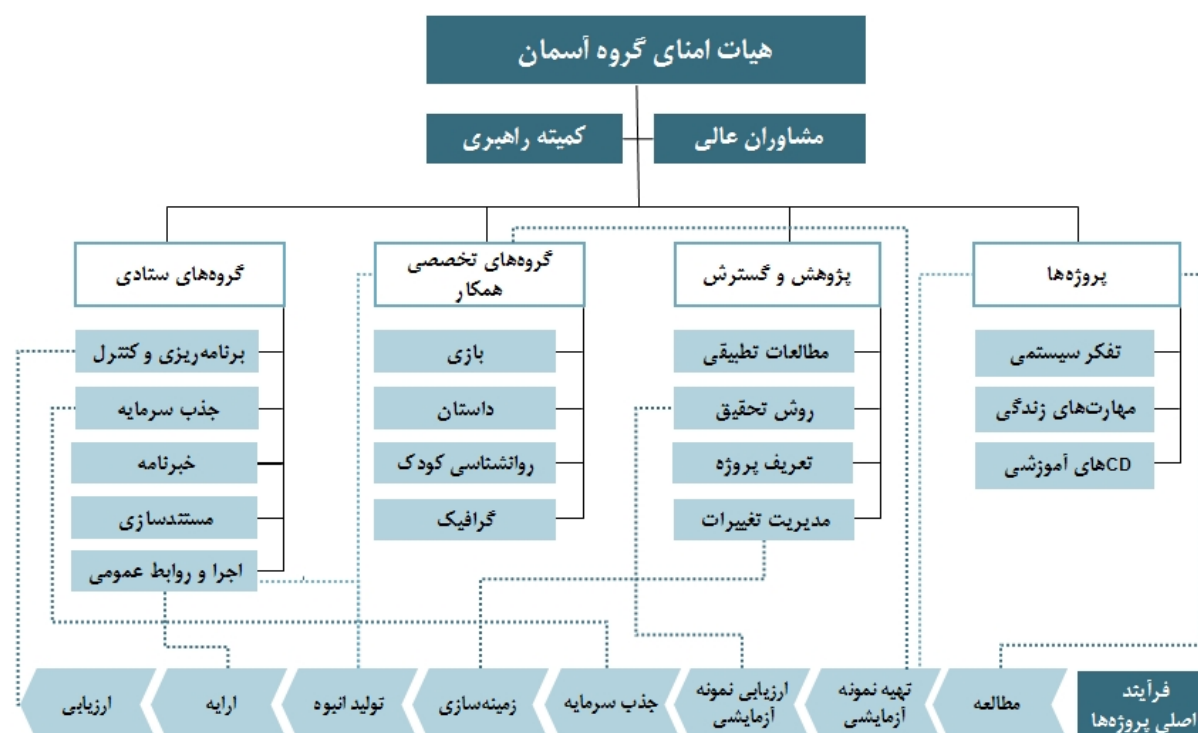 هیات امنای گروه آسمان
مشاوران عالی
کمیته راهبری
پروژه‌ها
پژوهش و گسترش
گروه‌های تخصصی
همکار
گروه‌های ستادی
تفکر سیستمی
مهارت‌های زندگی
CDهای آموزشی
مطالعات تطبیقی
روش تحقیق
تعریف پروژه
مدیریت تغییرات
بازی
داستان
روانشناسی کودک
گرافیک
برنامه‌ریزی و کنترل
جذب سرمایه
خبرنامه
مستندسازی
اجرا و روابط عمومی
فرآیند
اصلی پروژه‌ها
مطالعه
تهیه نمونه
آزمایشی
ارزیابی نمونه
آزمایشی
جذب سرمایه
زمینه‌سازی
تولید انبوه
ارایه
ارزیابی